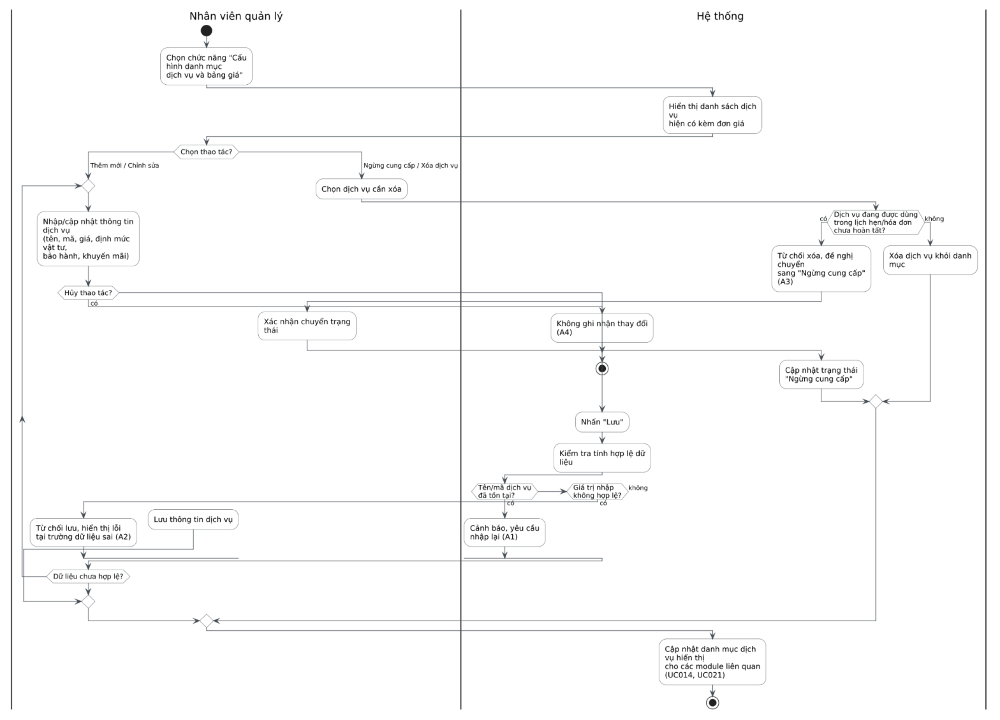 Nhân viên quản lý
Hệ thống
Chọn chức năng "Cấu
hình danh mục
dịch vụ và bảng giá"
Hiển thị danh sách dịch
vụ
hiện có kèm đơn giá
Chọn thao tác?
Thêm mới / Chỉnh sửa
Ngừng cung cấp / Xóa dịch vụ
Chọn dịch vụ cần xóa
Dịch vụ đang được dùng
trong lịch hẹn/hóa đơn
chưa hoàn tất?
có
không
Nhập/cập nhật thông tin
dịch vụ
(tên, mã, giá, định mức
vật tư,
bảo hành, khuyến mãi)
Từ chối xóa, đề nghị
chuyển
sang "Ngừng cung cấp"
(A3)
Xóa dịch vụ khỏi danh
mục
Hủy thao tác?
có
Xác nhận chuyển trạng
thái
Không ghi nhận thay đổi
(A4)
Cập nhật trạng thái
"Ngừng cung cấp"
Nhấn "Lưu"
Kiểm tra tính hợp lệ dữ
liệu
Tên/mã dịch vụ
đã tồn tại?
có
Giá trị nhập
không hợp lệ?
không
có
Từ chối lưu, hiển thị lỗi
tại trường dữ liệu sai (A2)
Lưu thông tin dịch vụ
Cảnh báo, yêu cầu
nhập lại (A1)
Dữ liệu chưa hợp lệ?
Cập nhật danh mục dịch
vụ hiển thị
cho các module liên quan
(UC014, UC021)